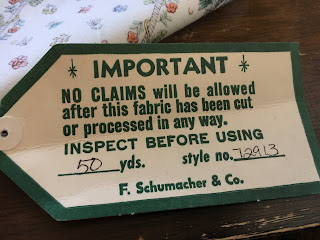 * IMPORTANT *
NO CLAIMS will be allowed
after this fabric has been cut
or processed in any way.
INSPECT BEFORE USING
50 yds. style no. 72913
F. Schumacher & Co.